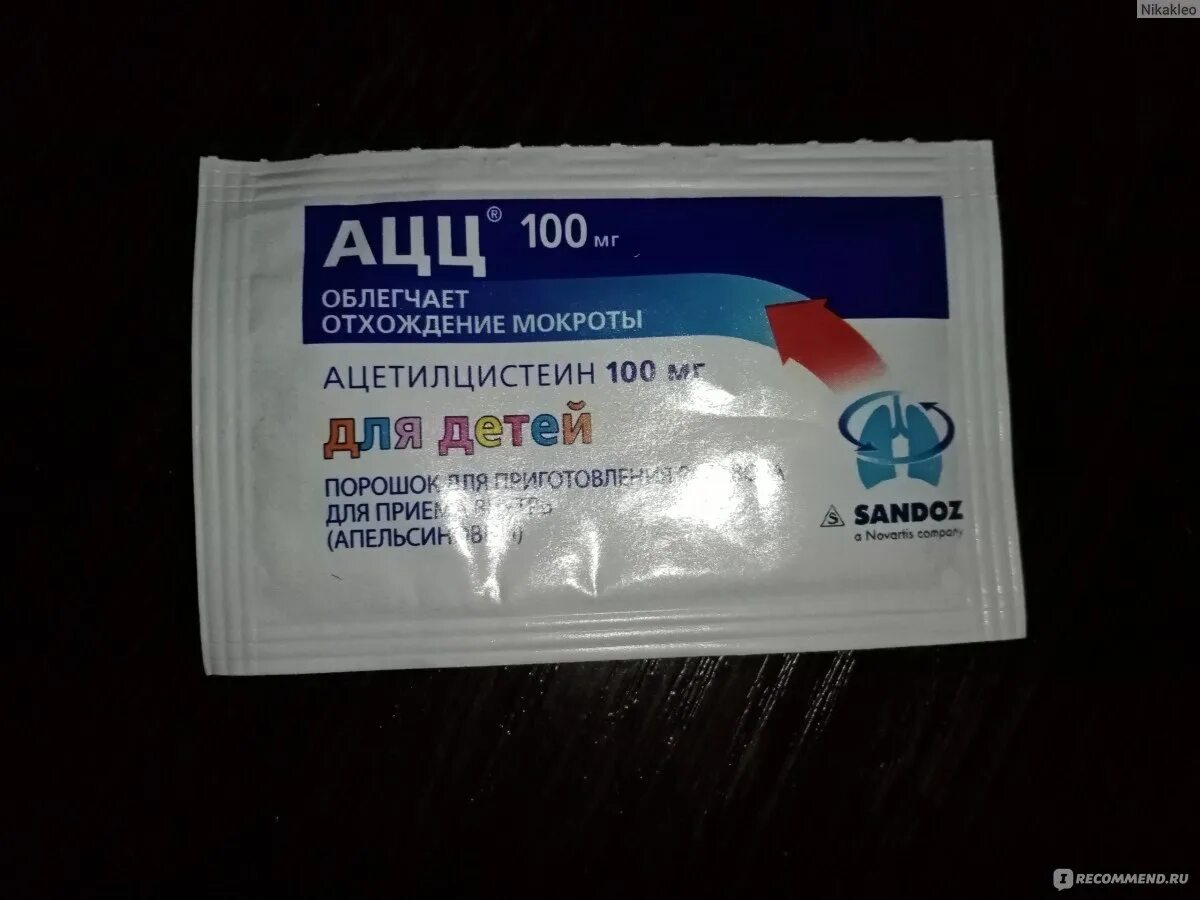 Nikakleo
АЦЦ® 100 мг
ОБЛЕГЧАЕТ
ОТХОЖДЕНИЕ МОКРОТЫ
АЦЕТИЛЦИСТЕИН 100 мг
для детей
ПОРОШОК ДЛЯ ПРИГОТОВЛЕНИЯ
ДЛЯ ПРИЕМА
SANDOZ
a Novartis company
IRECOMMEND.RU